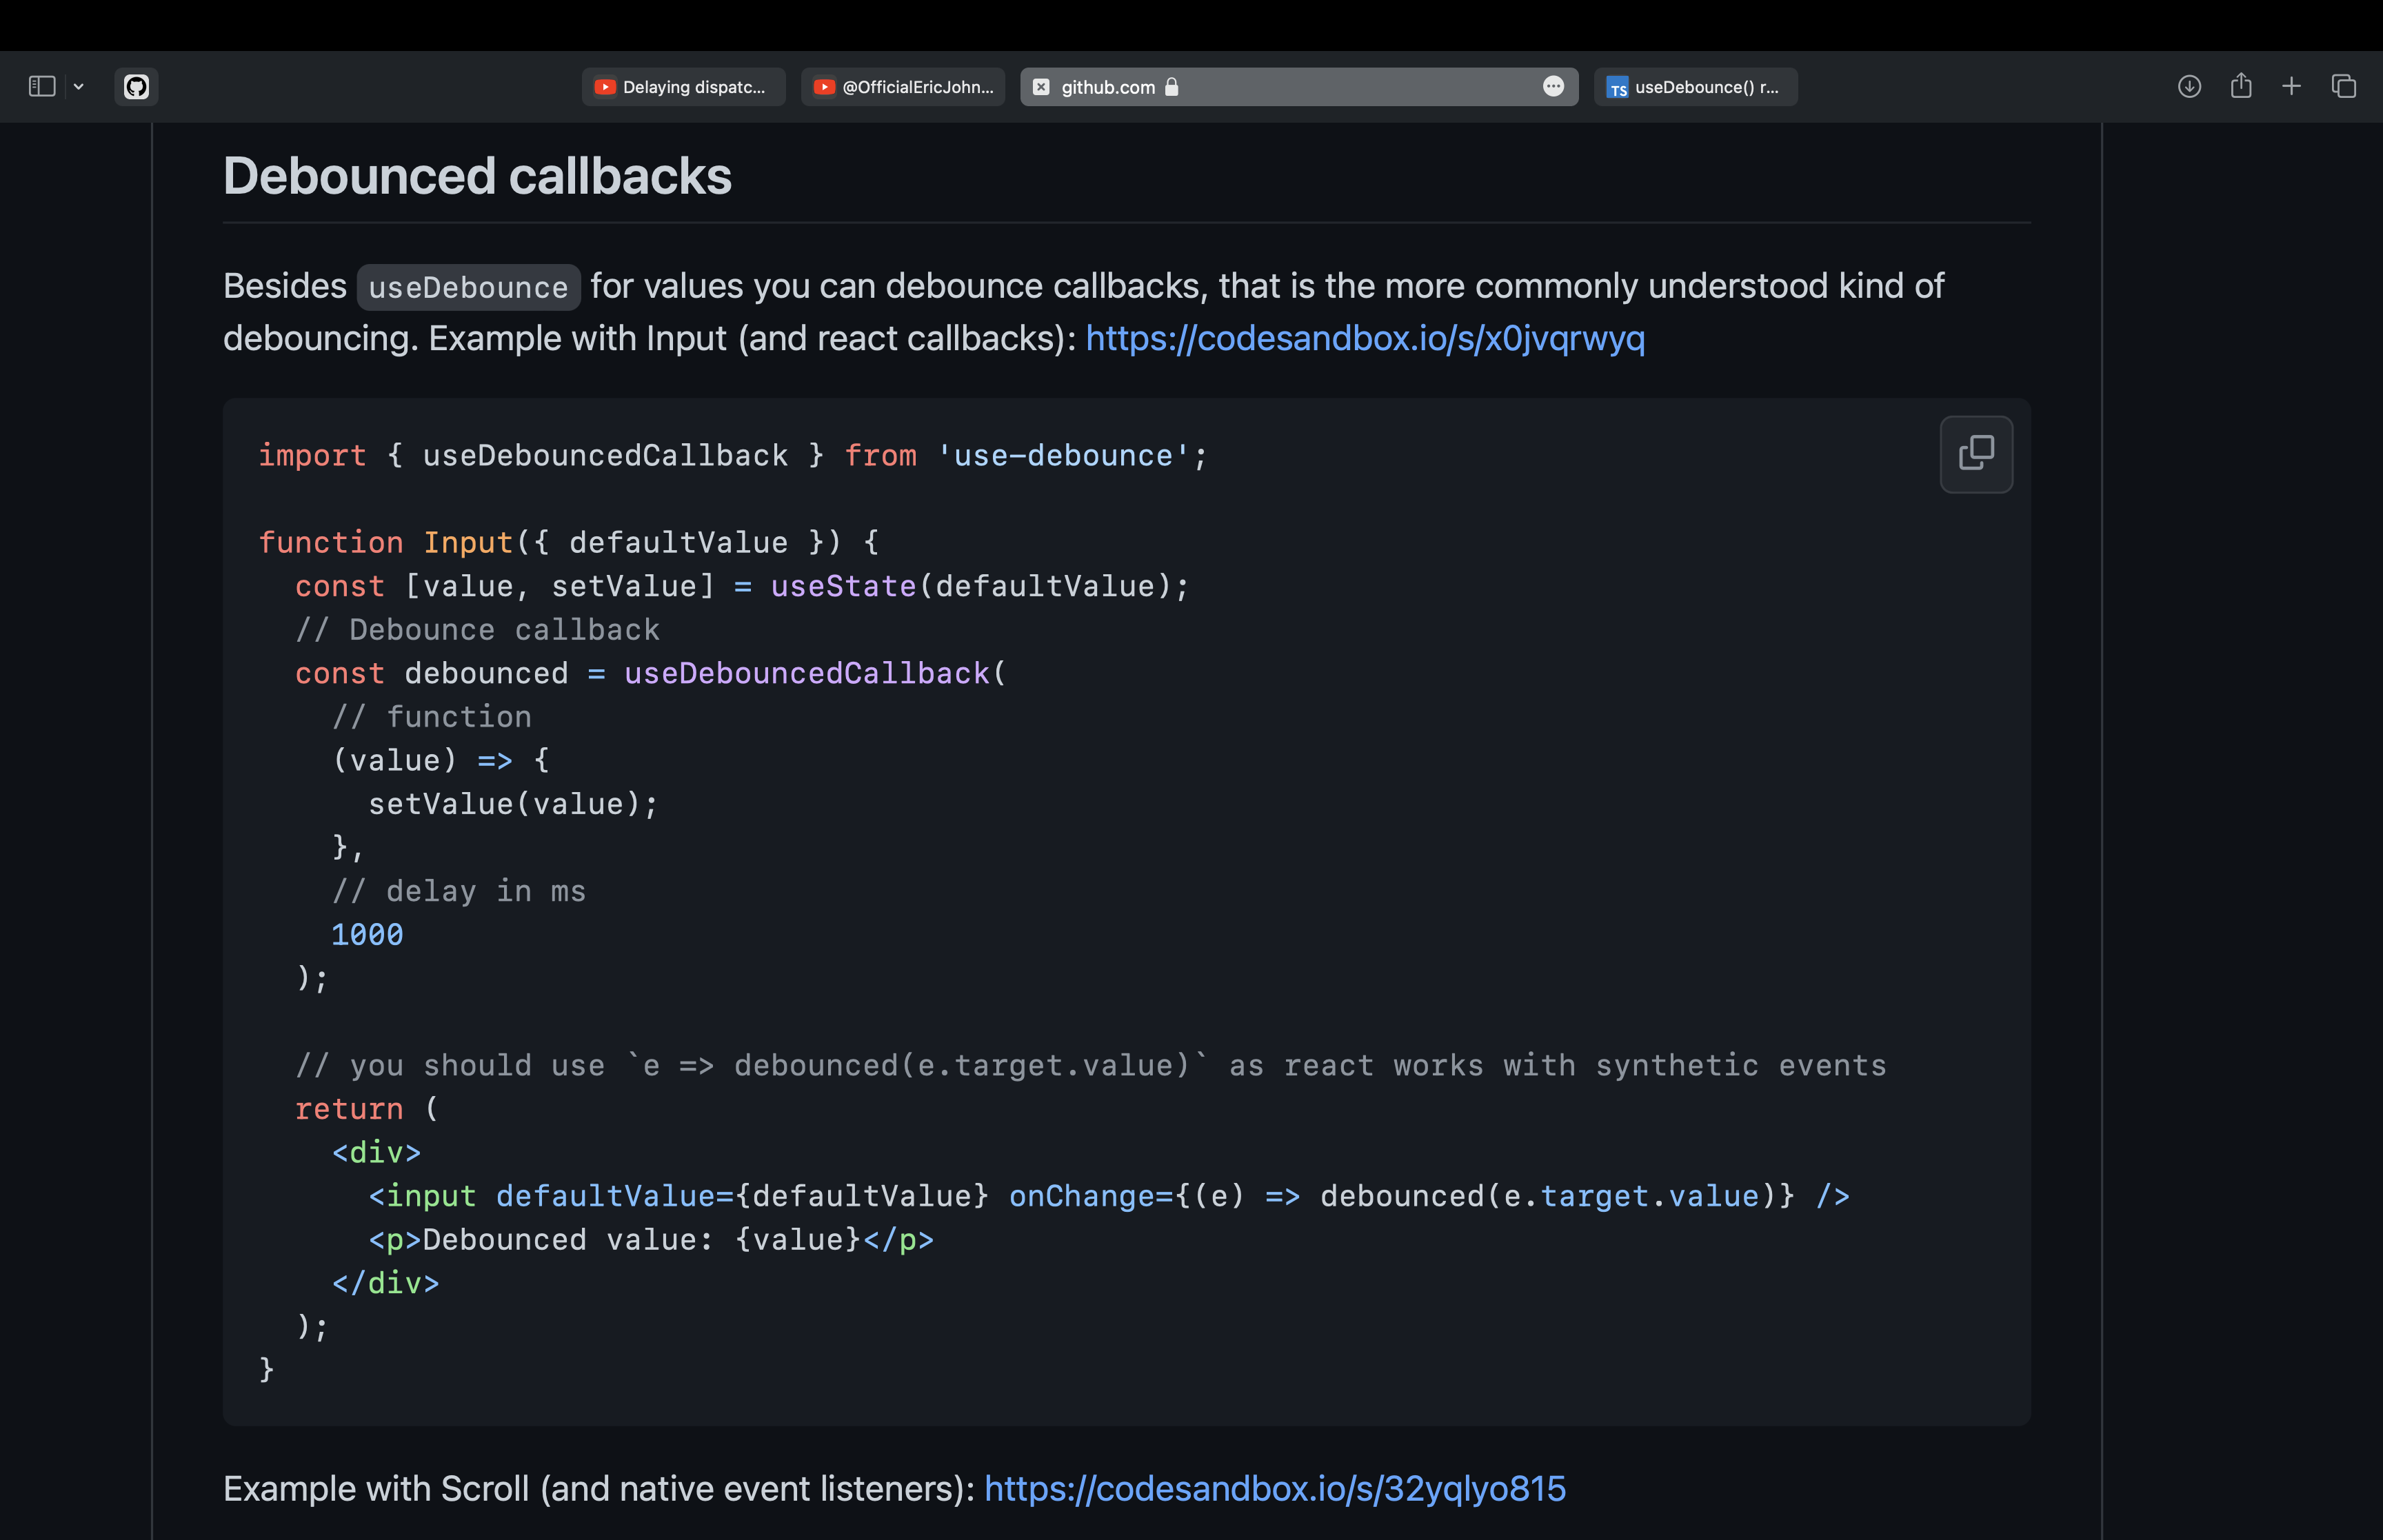 Delaying dispatc...
@OfficialEricJohn...
github.com
TS useDebounce() r...
Debounced callbacks
Besides useDebounce for values you can debounce callbacks, that is the more commonly understood kind of
debouncing. Example with Input (and react callbacks): https://codesandbox.io/s/x0jvqrwyq
import { useDebouncedCallback } from 'use-debounce';
function Input({ defaultValue }) {
  const [value, setValue] = useState(defaultValue);
  // Debounce callback
  const debounced = useDebouncedCallback(
    // function
    (value) => {
      setValue(value);
    },
    // delay in ms
    1000
  );
  // you should use `e => debounced(e.target.value)` as react works with synthetic events
  return (
    <div>
      <input defaultValue={defaultValue} onChange={(e) => debounced(e.target.value)} />
      <p>Debounced value: {value}</p>
    </div>
  );
}
Example with Scroll (and native event listeners): https://codesandbox.io/s/32yqlyo815